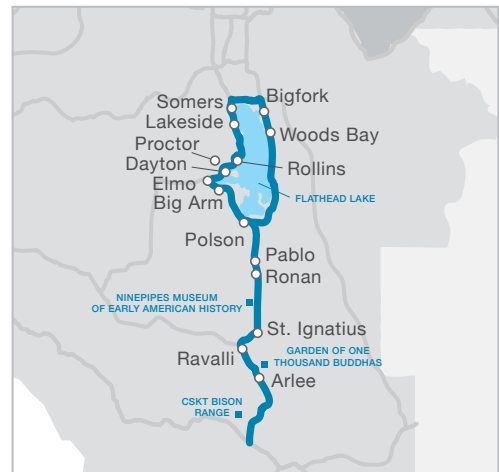 Somers
Bigfork
Lakeside
Woods Bay
Proctor
Dayton
Rollins
Elmo
FLATHEAD LAKE
Big Arm
Polson
Pablo
Ronan
NINEPIPES MUSEUM
OF EARLY AMERICAN HISTORY
St. Ignatius
Ravalli
GARDEN OF ONE
THOUSAND BUDDHAS
Arlee
CSKT BISON
RANGE